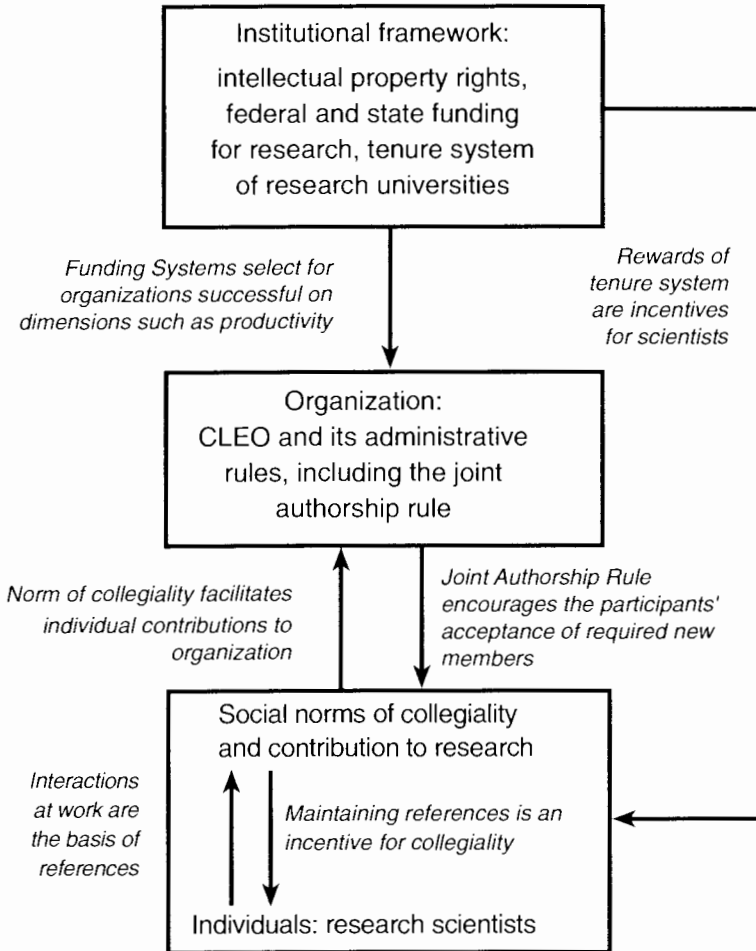 Institutional framework:
intellectual property rights,
federal and state funding
for research, tenure system
of research universities
Funding Systems select for
organizations successful on
dimensions such as productivity
Rewards of
tenure system
are incentives
for scientists
Organization:
CLEO and its administrative
rules, including the joint
authorship rule
Norm of collegiality facilitates
individual contributions to
organization
Joint Authorship Rule
encourages the participants'
acceptance of required new
members
Social norms of collegiality
and contribution to research
Interactions
at work are
the basis of
references
Maintaining references is an
incentive for collegiality
Individuals: research scientists